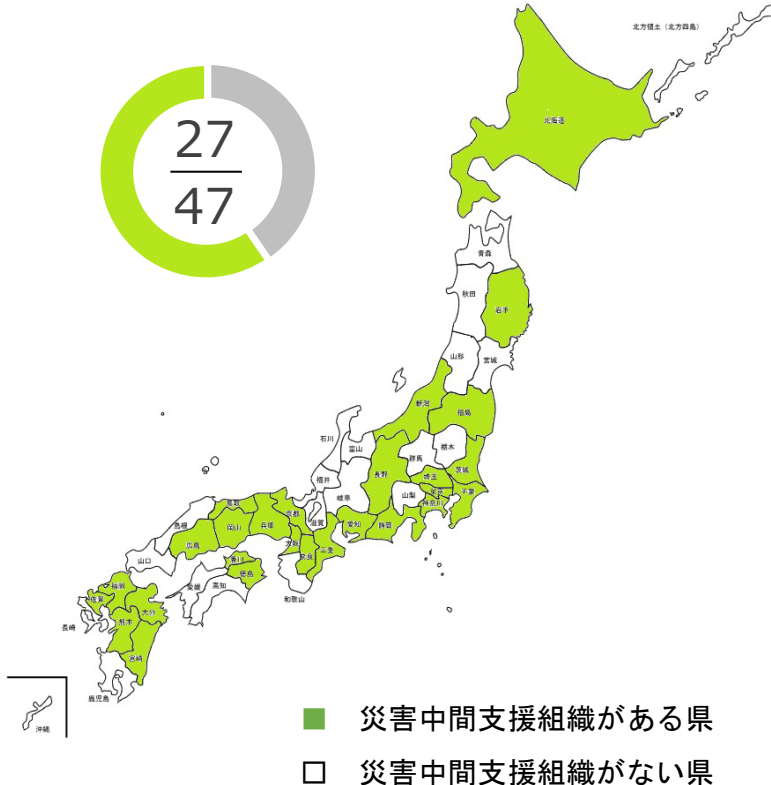 北方領土（北方四島）
27
47
北海道
青森
秋田
岩手
山形
宮城
新潟
福島
石川
富山
栃木
群馬
長野
茨城
埼玉
福井
岐阜
山梨
東京
千葉
神奈川
鳥取
京都
滋賀
愛知
静岡
島根
岡山
兵庫
大阪
三重
広島
奈良
山口
香川
徳島
和歌山
愛媛
高知
福岡
佐賀
大分
長崎
熊本
宮崎
鹿児島
沖縄
災害中間支援組織がある県
災害中間支援組織がない県